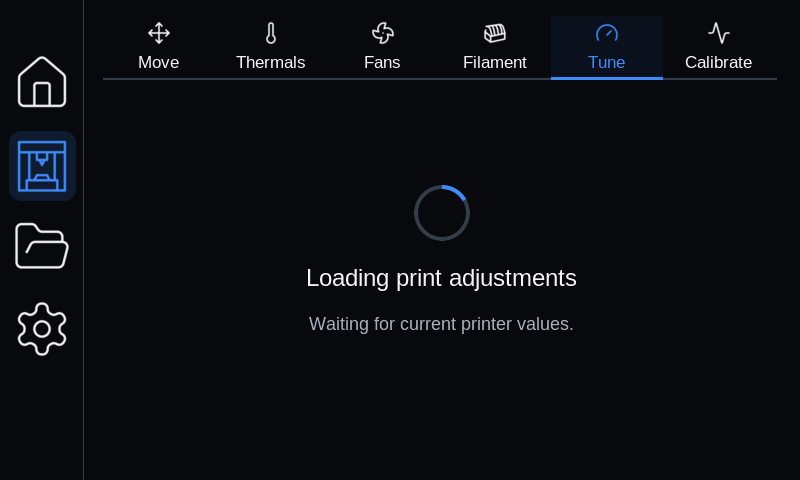 Move
Thermals
Fans
Filament
Tune
Calibrate
Loading print adjustments
Waiting for current printer values.